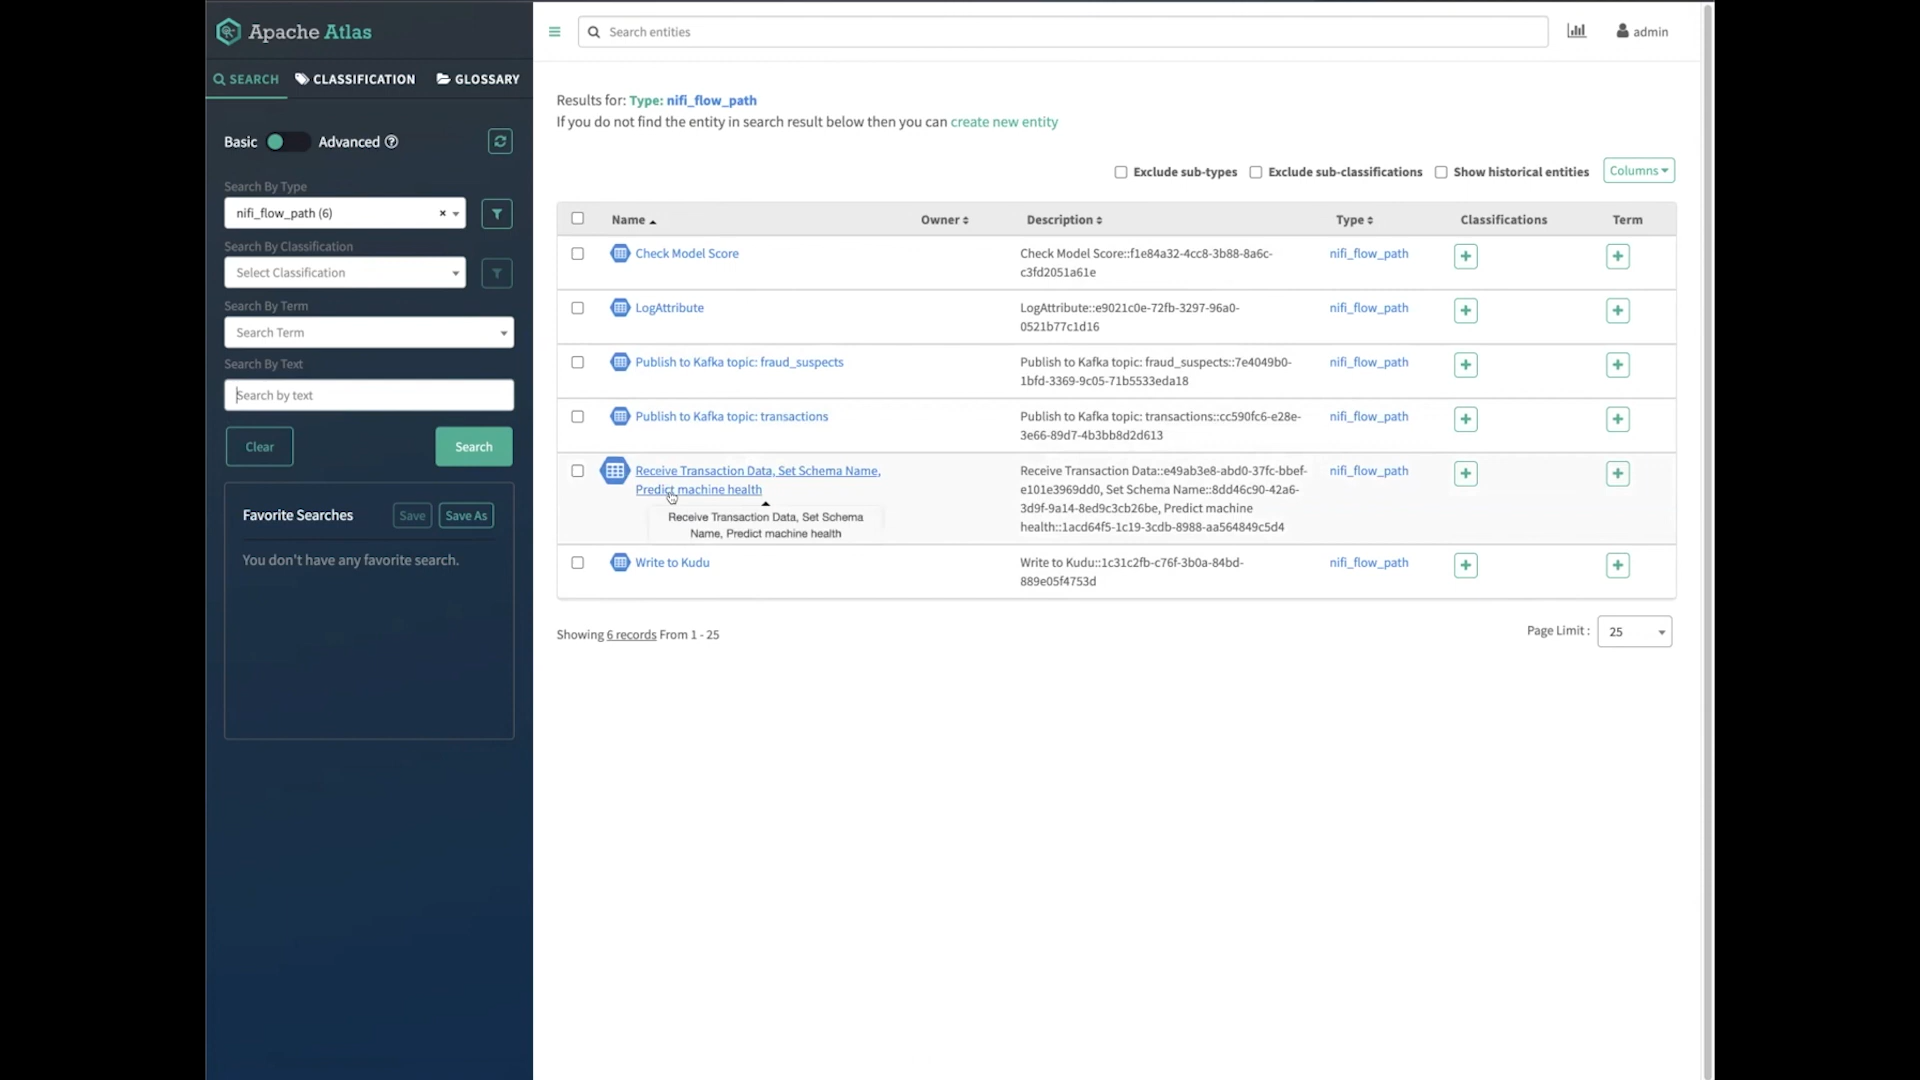 Apache Atlas
Search entities
admin
SEARCH
CLASSIFICATION
GLOSSARY
Basic
Advanced
Search By Type
nifi_flow_path (6)
Search By Classification
Select Classification
Search By Term
Search Term
Search By Text
Search by text
Clear
Search
Favorite Searches
Save
Save As
You don't have any favorite search.
Results for: Type: nifi_flow_path
If you do not find the entity in search result below then you can create new entity
Exclude sub-types
Exclude sub-classifications
Show historical entities
Columns
Name
Owner
Description
Type
Classifications
Term
Check Model Score
Check Model Score::f1e84a32-4cc8-3b88-8a6c-
c3fd2051a61e
nifi_flow_path
LogAttribute
LogAttribute::e9021c0e-72fb-3297-96a0-
0521b77c1d16
nifi_flow_path
Publish to Kafka topic: fraud_suspects
Publish to Kafka topic: fraud_suspects::7e4049b0-
1bfd-3369-9c05-71b5533eda18
nifi_flow_path
Publish to Kafka topic: transactions
Publish to Kafka topic: transactions::cc590fc6-e28e-
3e66-89d7-4b3bb8d2d613
nifi_flow_path
Receive Transaction Data, Set Schema Name,
Predict machine health
Receive Transaction Data, Set Schema
Name, Predict machine health
Receive Transaction Data::e49ab3e8-abd0-37fc-bbef-
e101e3969dd0, Set Schema Name::8dd46c90-42a6-
3d9f-9a14-8ed9c3cb26be, Predict machine
health::1acd64f5-1c19-3cdb-8988-aa564849c5d4
nifi_flow_path
Write to Kudu
Write to Kudu::1c31c2fb-c76f-3b0a-84bd-
889e05f4753d
nifi_flow_path
Showing 6 records From 1 - 25
Page Limit :
25